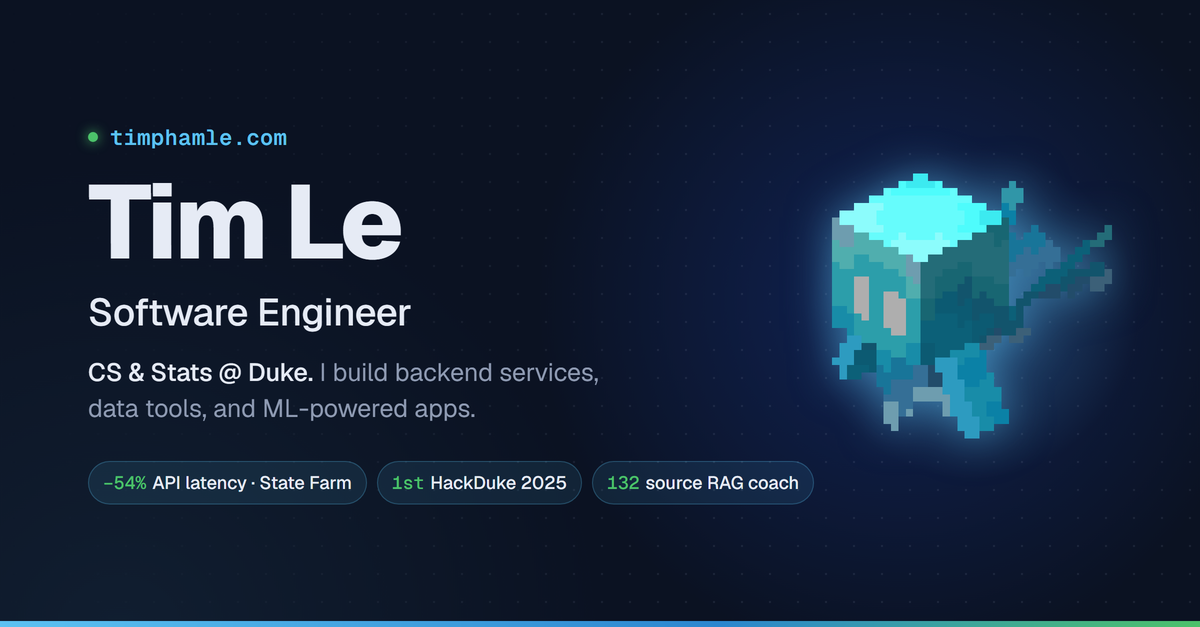 timphamle.com
Tim Le
Software Engineer
CS & Stats @ Duke. I build backend services,
data tools, and ML-powered apps.
−54% API latency · State Farm
1st HackDuke 2025
132 source RAG coach